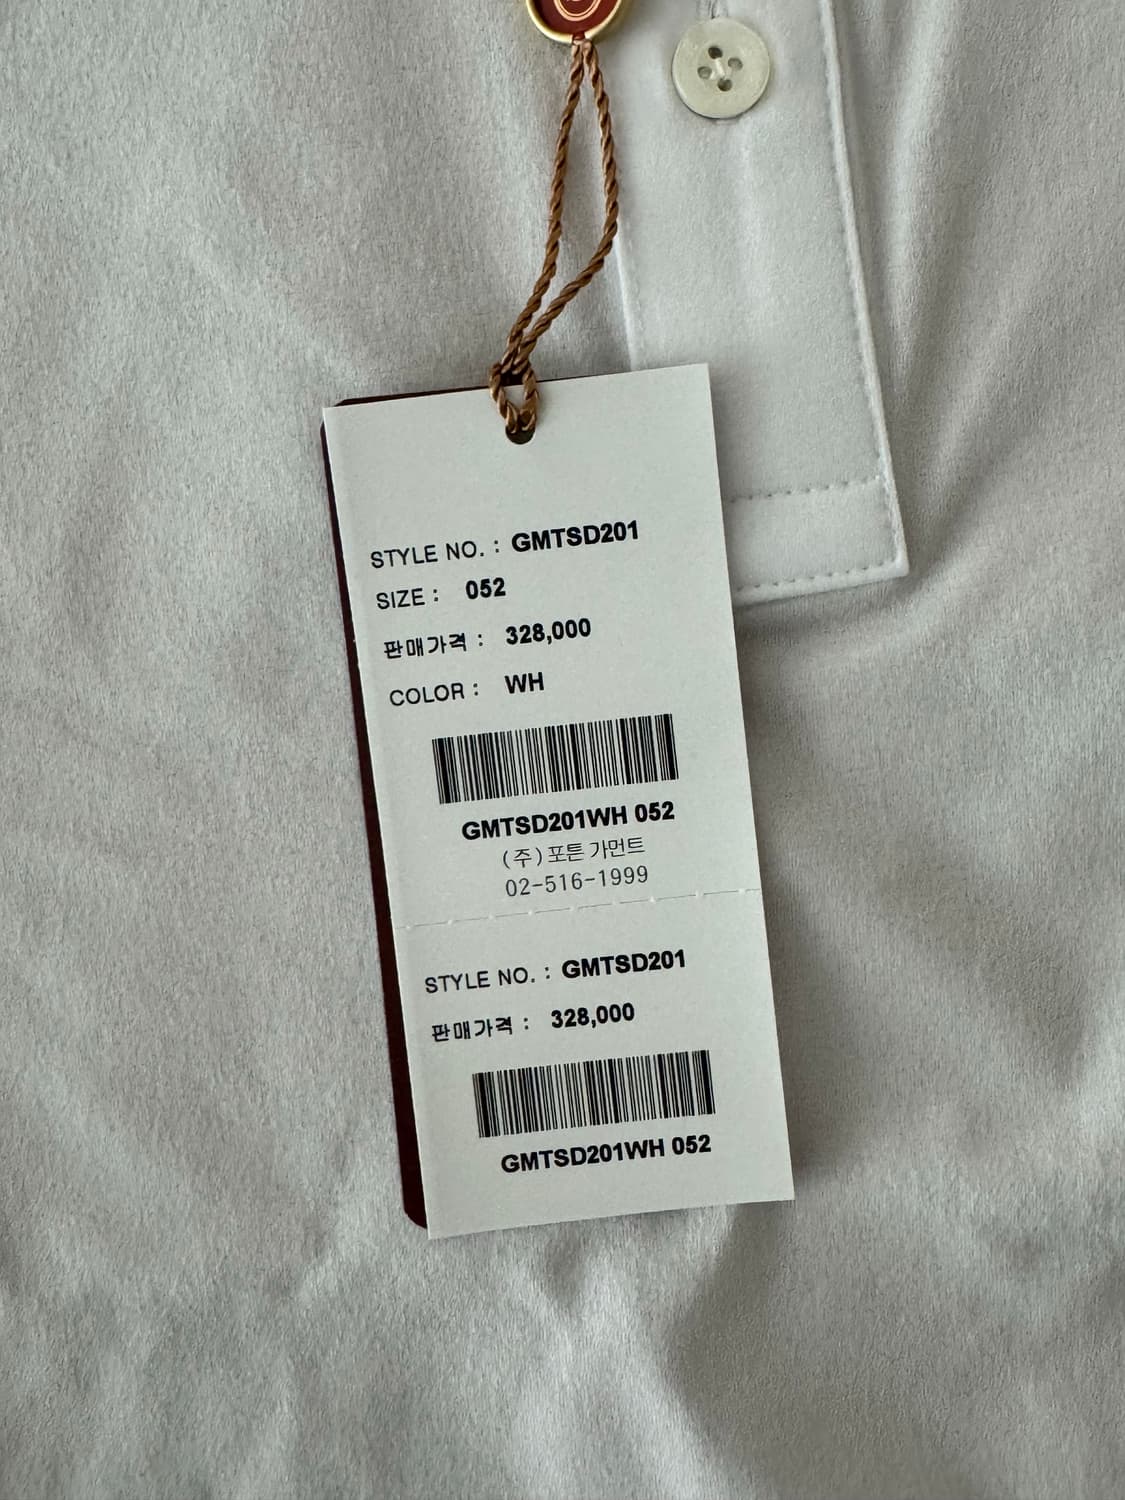 STYLE NO. : GMTSD201
SIZE : 052
판매가격 : 328,000
COLOR : WH
GMTSD201WH 052
(주)포튼 가먼트
02-516-1999
STYLE NO. : GMTSD201
판매가격 : 328,000
GMTSD201WH 052